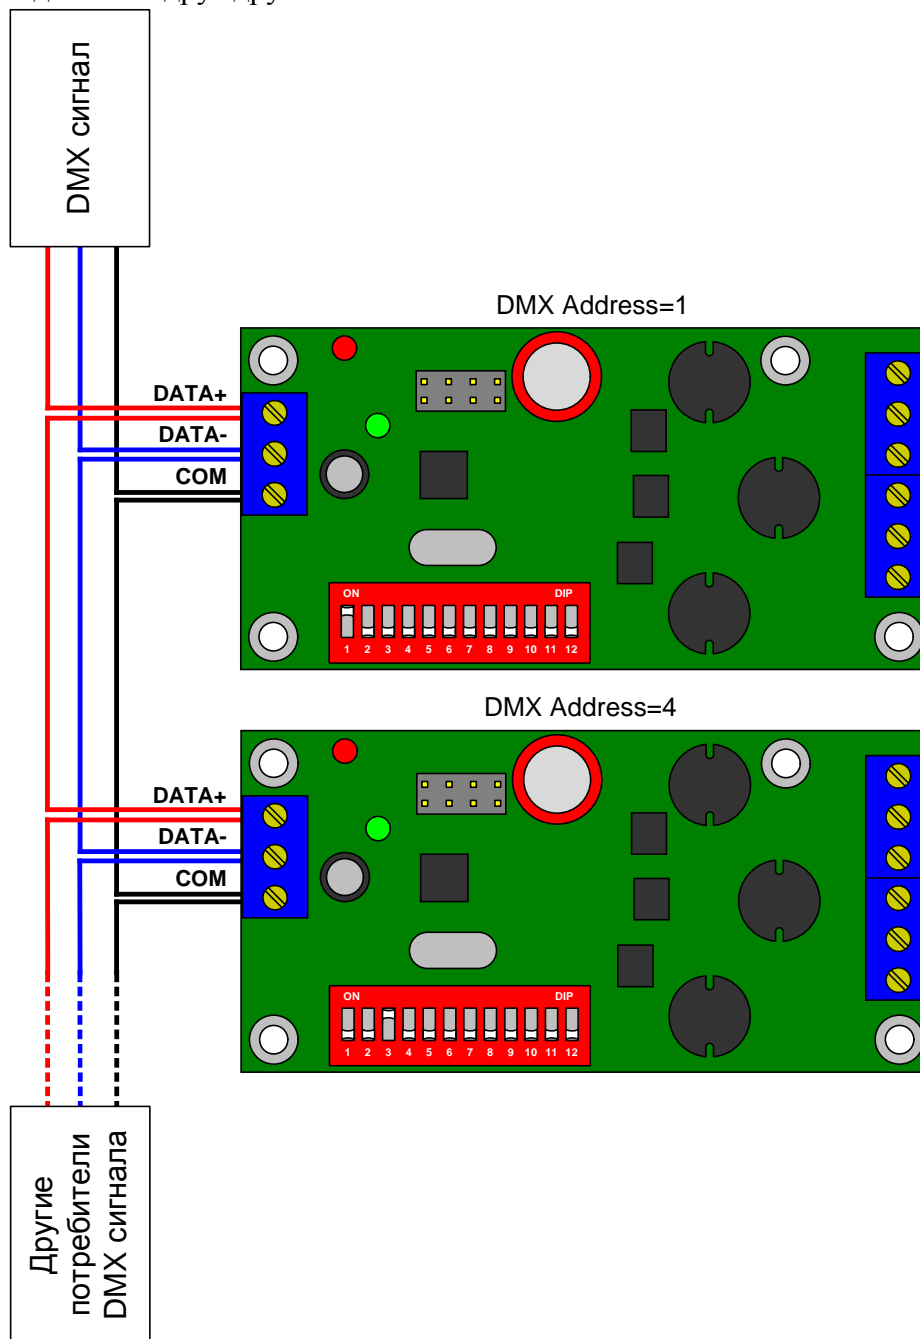 DMX сигнал
DMX Address=1
DATA+
DATA-
COM
ON DIP
1 2 3 4 5 6 7 8 9 10 11 12
DMX Address=4
DATA+
DATA-
COM
ON DIP
1 2 3 4 5 6 7 8 9 10 11 12
Другие
потребители
DMX сигнала